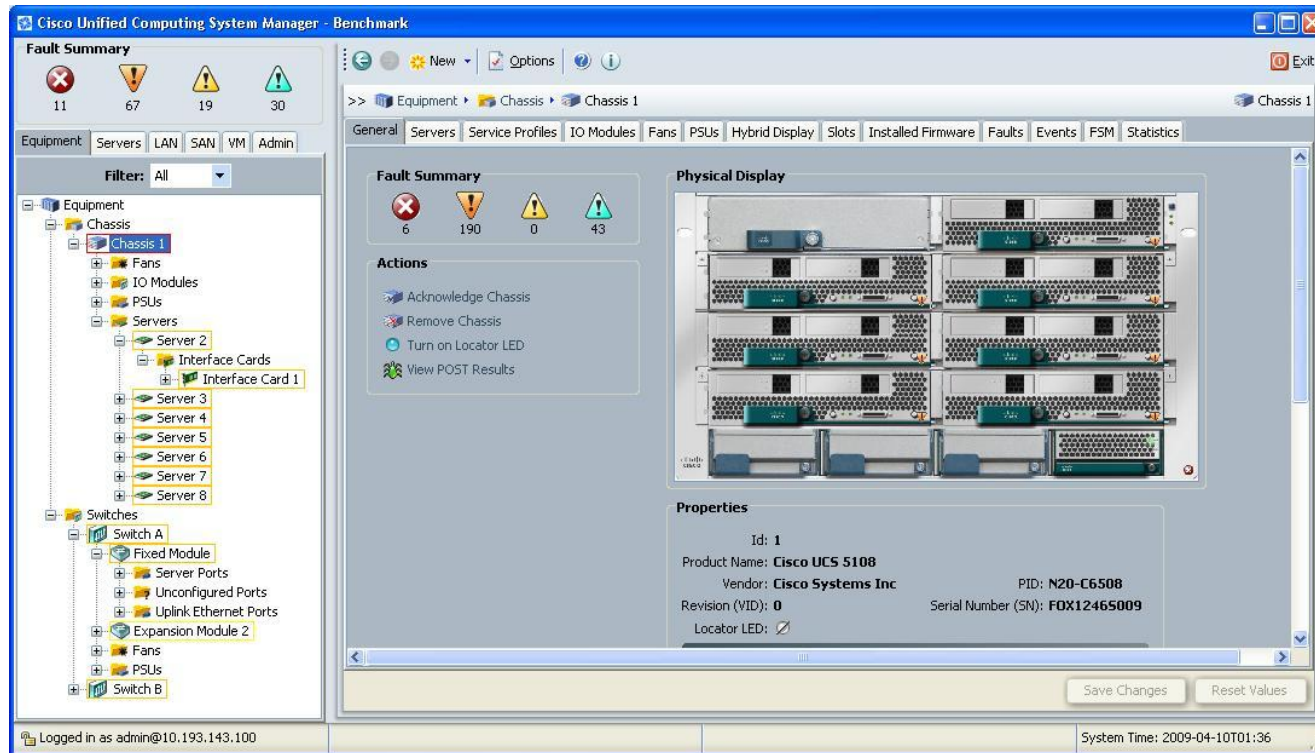 Cisco Unified Computing System Manager - Benchmark
Fault Summary
11 67 19 30
Equipment Servers LAN SAN VM Admin
Filter: All
Equipment
Chassis
Chassis 1
Fans
IO Modules
PSUs
Servers
Server 2
Interface Cards
Interface Card 1
Server 3
Server 4
Server 5
Server 6
Server 7
Server 8
Switches
Switch A
Fixed Module
Server Ports
Unconfigured Ports
Uplink Ethernet Ports
Expansion Module 2
Fans
PSUs
Switch B
New Options Exit
>> Equipment Chassis Chassis 1 Chassis 1
General Servers Service Profiles IO Modules Fans PSUs Hybrid Display Slots Installed Firmware Faults Events FSM Statistics
Fault Summary
6 190 0 43
Actions
Acknowledge Chassis
Remove Chassis
Turn on Locator LED
View POST Results
Physical Display
Properties
Id: 1
Product Name: Cisco UCS 5108
Vendor: Cisco Systems Inc PID: N20-C6508
Revision (VID): 0 Serial Number (SN): FOX1246S009
Locator LED:
Save Changes Reset Values
Logged in as admin@10.193.143.100 System Time: 2009-04-10T01:36